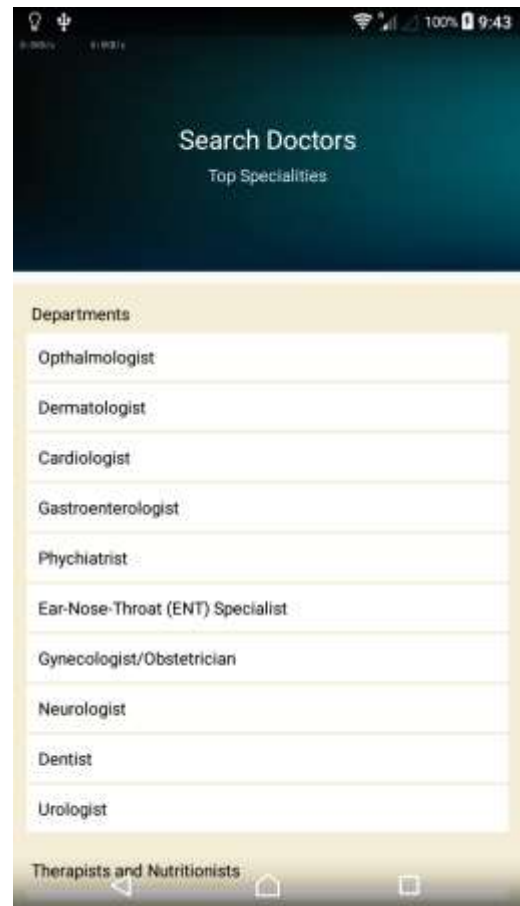 100% 9:43
Search Doctors
Top Specialities
Departments
Opthalmologist
Dermatologist
Cardiologist
Gastroenterologist
Phychiatrist
Ear-Nose-Throat (ENT) Specialist
Gynecologist/Obstetrician
Neurologist
Dentist
Urologist
Therapists and Nutritionists